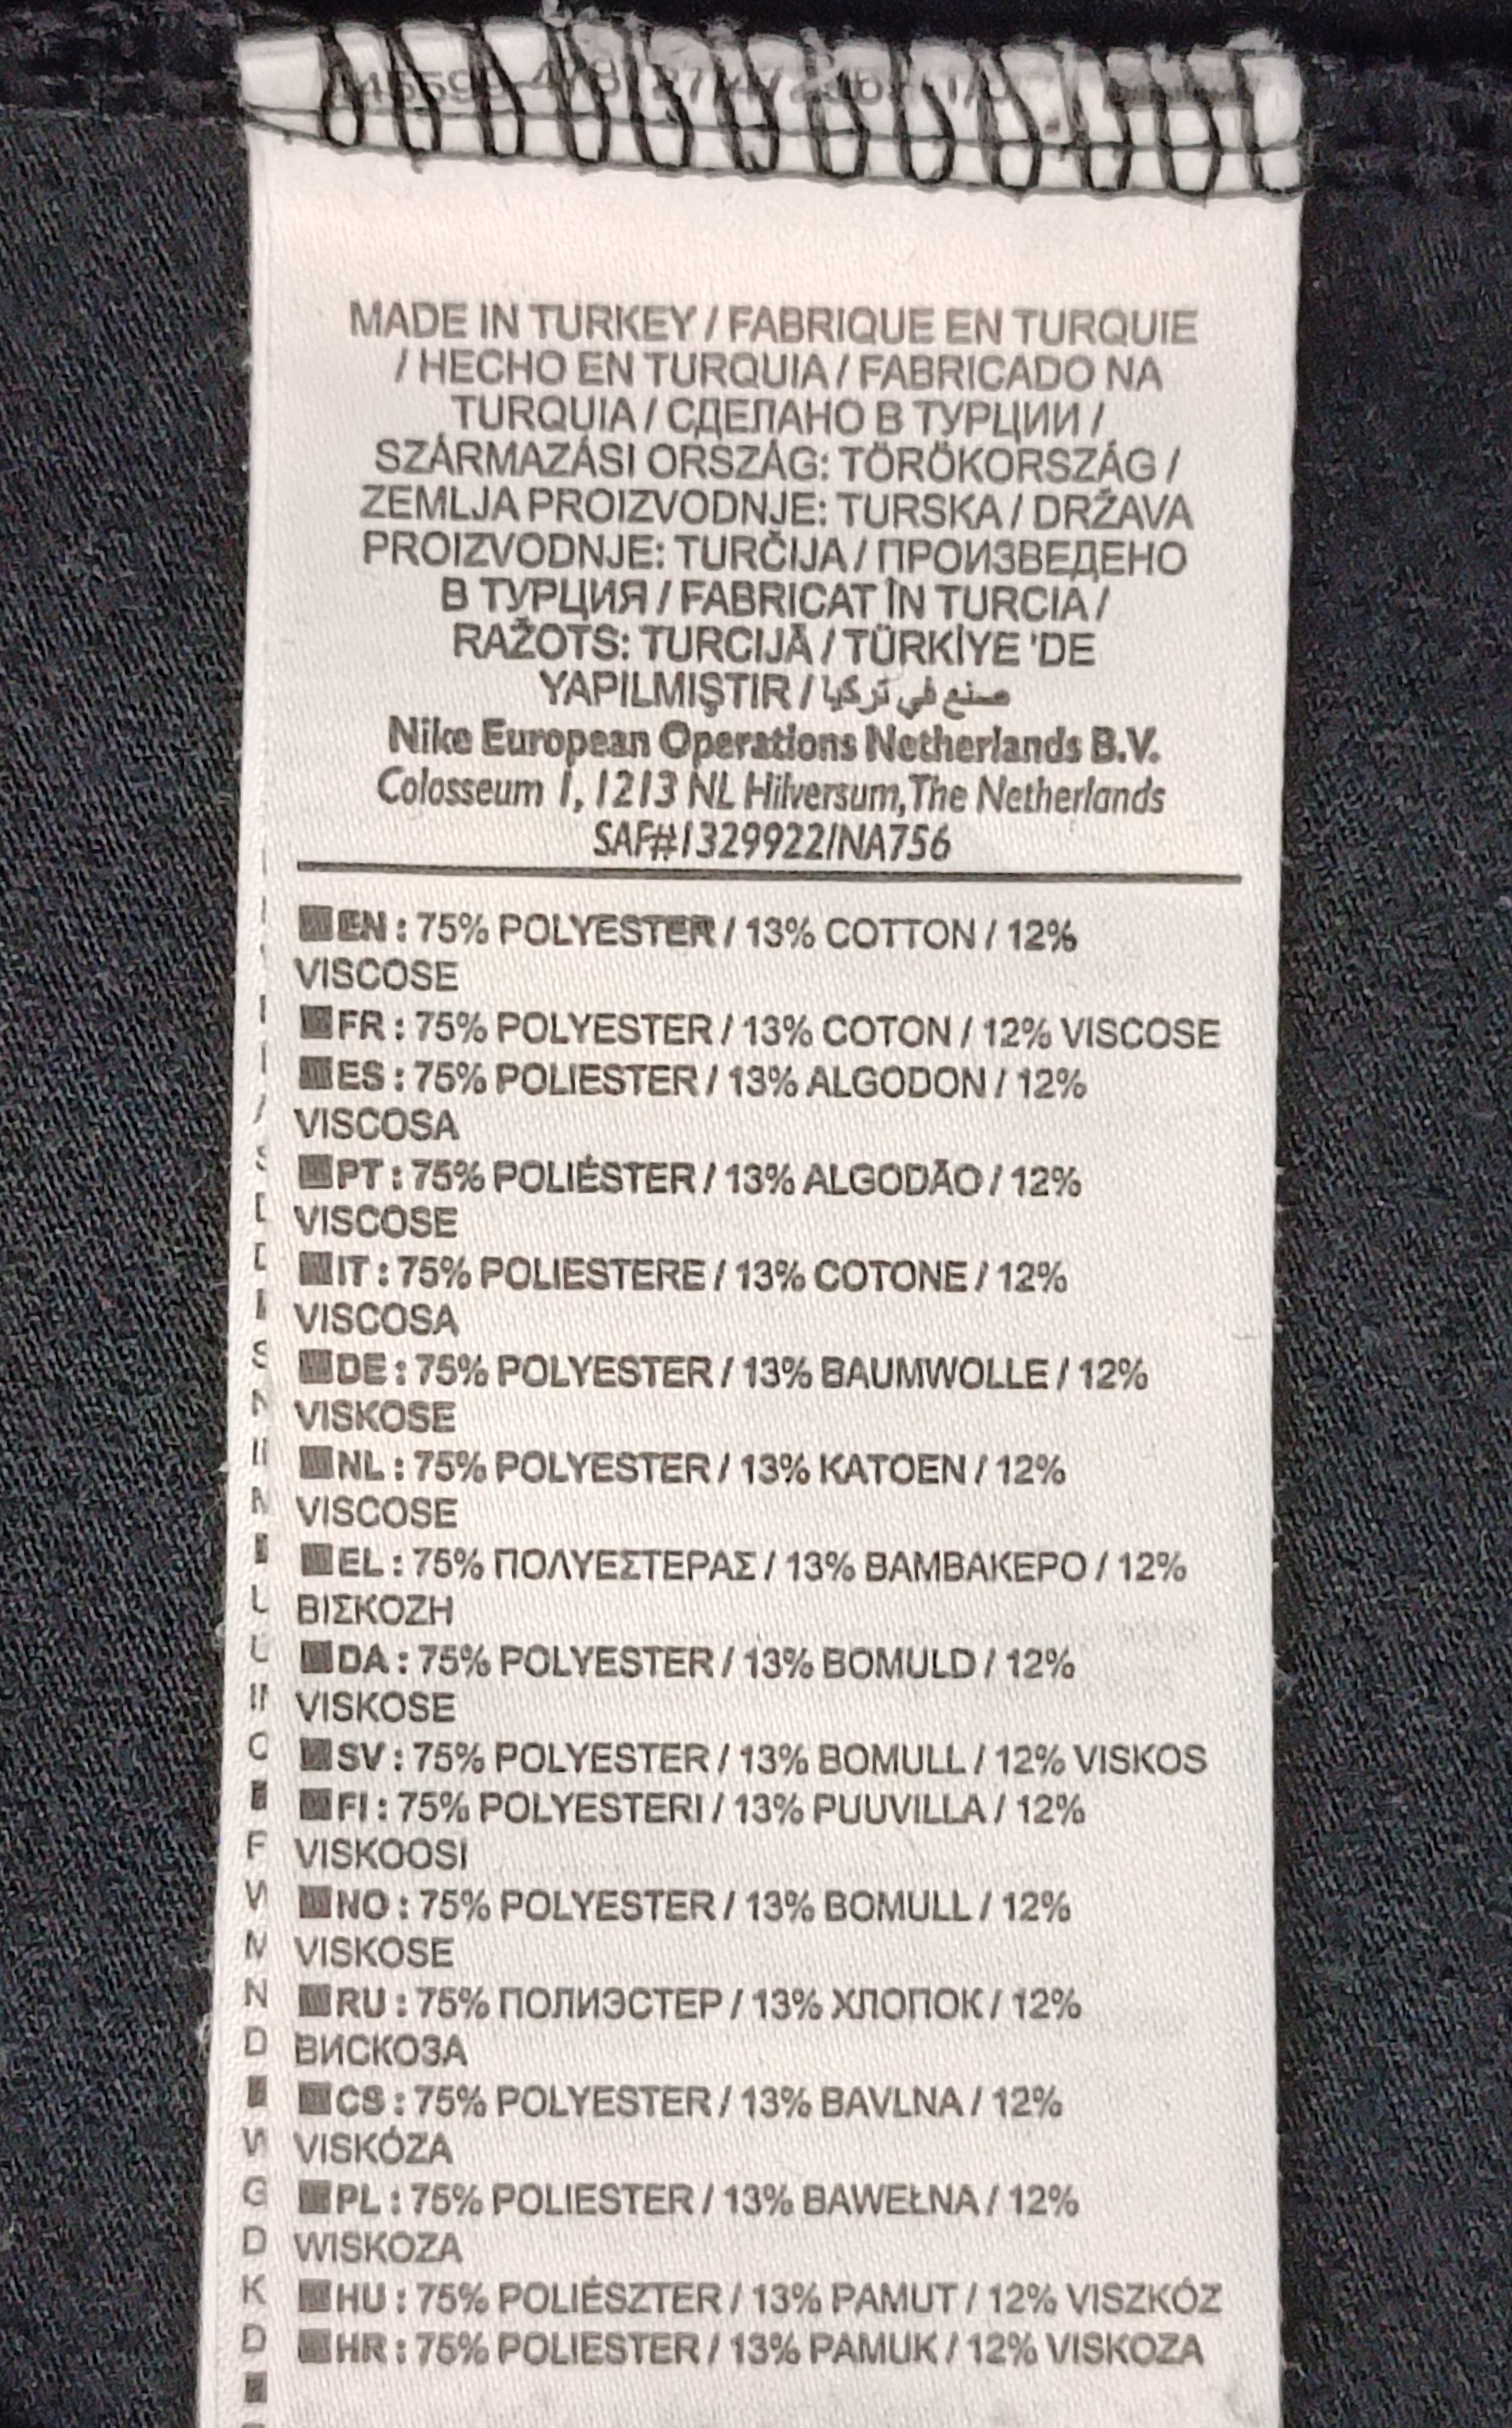 MADE IN TURKEY / FABRIQUE EN TURQUIE
/ HECHO EN TURQUIA / FABRICADO NA
TURQUIA / СДЕЛАНО В ТУРЦИИ /
SZÁRMAZÁSI ORSZÁG: TÖRÖKORSZÁG /
ZEMLJA PROIZVODNJE: TURSKA / DRŽAVA
PROIZVODNJE: TURČIJA / ПРОИЗВЕДЕНО
В ТУРЦИЯ / FABRICAT ÎN TURCIA /
RAŽOTS: TURCIJĀ / TÜRKİYE 'DE
YAPILMIŞTIR / صنع في تركيا
Nike European Operations Netherlands B.V.
Colosseum 1, 1213 NL Hilversum, The Netherlands
SAF#1329922/NA756
EN : 75% POLYESTER / 13% COTTON / 12%
VISCOSE
FR : 75% POLYESTER / 13% COTON / 12% VISCOSE
ES : 75% POLIESTER / 13% ALGODON / 12%
VISCOSA
PT : 75% POLIÉSTER / 13% ALGODÃO / 12%
VISCOSE
IT : 75% POLIESTERE / 13% COTONE / 12%
VISCOSA
DE : 75% POLYESTER / 13% BAUMWOLLE / 12%
VISKOSE
NL : 75% POLYESTER / 13% KATOEN / 12%
VISCOSE
EL : 75% ΠΟΛΥΕΣΤΕΡΑΣ / 13% ΒΑΜΒΑΚΕΡΟ / 12%
ΒΙΣΚΟΖΗ
DA : 75% POLYESTER / 13% BOMULD / 12%
VISKOSE
SV : 75% POLYESTER / 13% BOMULL / 12% VISKOS
FI : 75% POLYESTERI / 13% PUUVILLA / 12%
VISKOOSI
NO : 75% POLYESTER / 13% BOMULL / 12%
VISKOSE
RU : 75% ПОЛИЭСТЕР / 13% ХЛОПОК / 12%
ВИСКОЗА
CS : 75% POLYESTER / 13% BAVLNA / 12%
VISKÓZA
PL : 75% POLIESTER / 13% BAWEŁNA / 12%
WISKOZA
HU : 75% POLIÉSZTER / 13% PAMUT / 12% VISZKÓZ
HR : 75% POLIESTER / 13% PAMUK / 12% VISKOZA